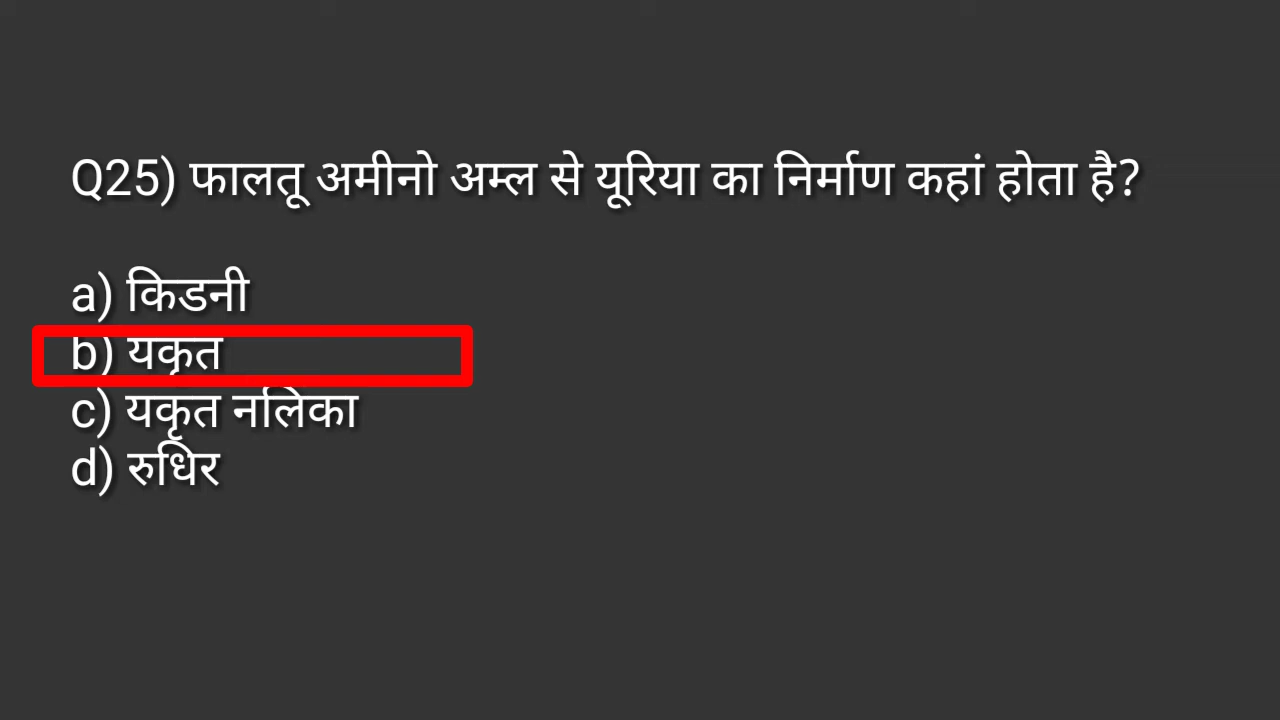 Q25) फालतू अमीनो अम्ल से यूरिया का निर्माण कहां होता है?
a) किडनी
b) यकृत
c) यकृत नलिका
d) रुधिर